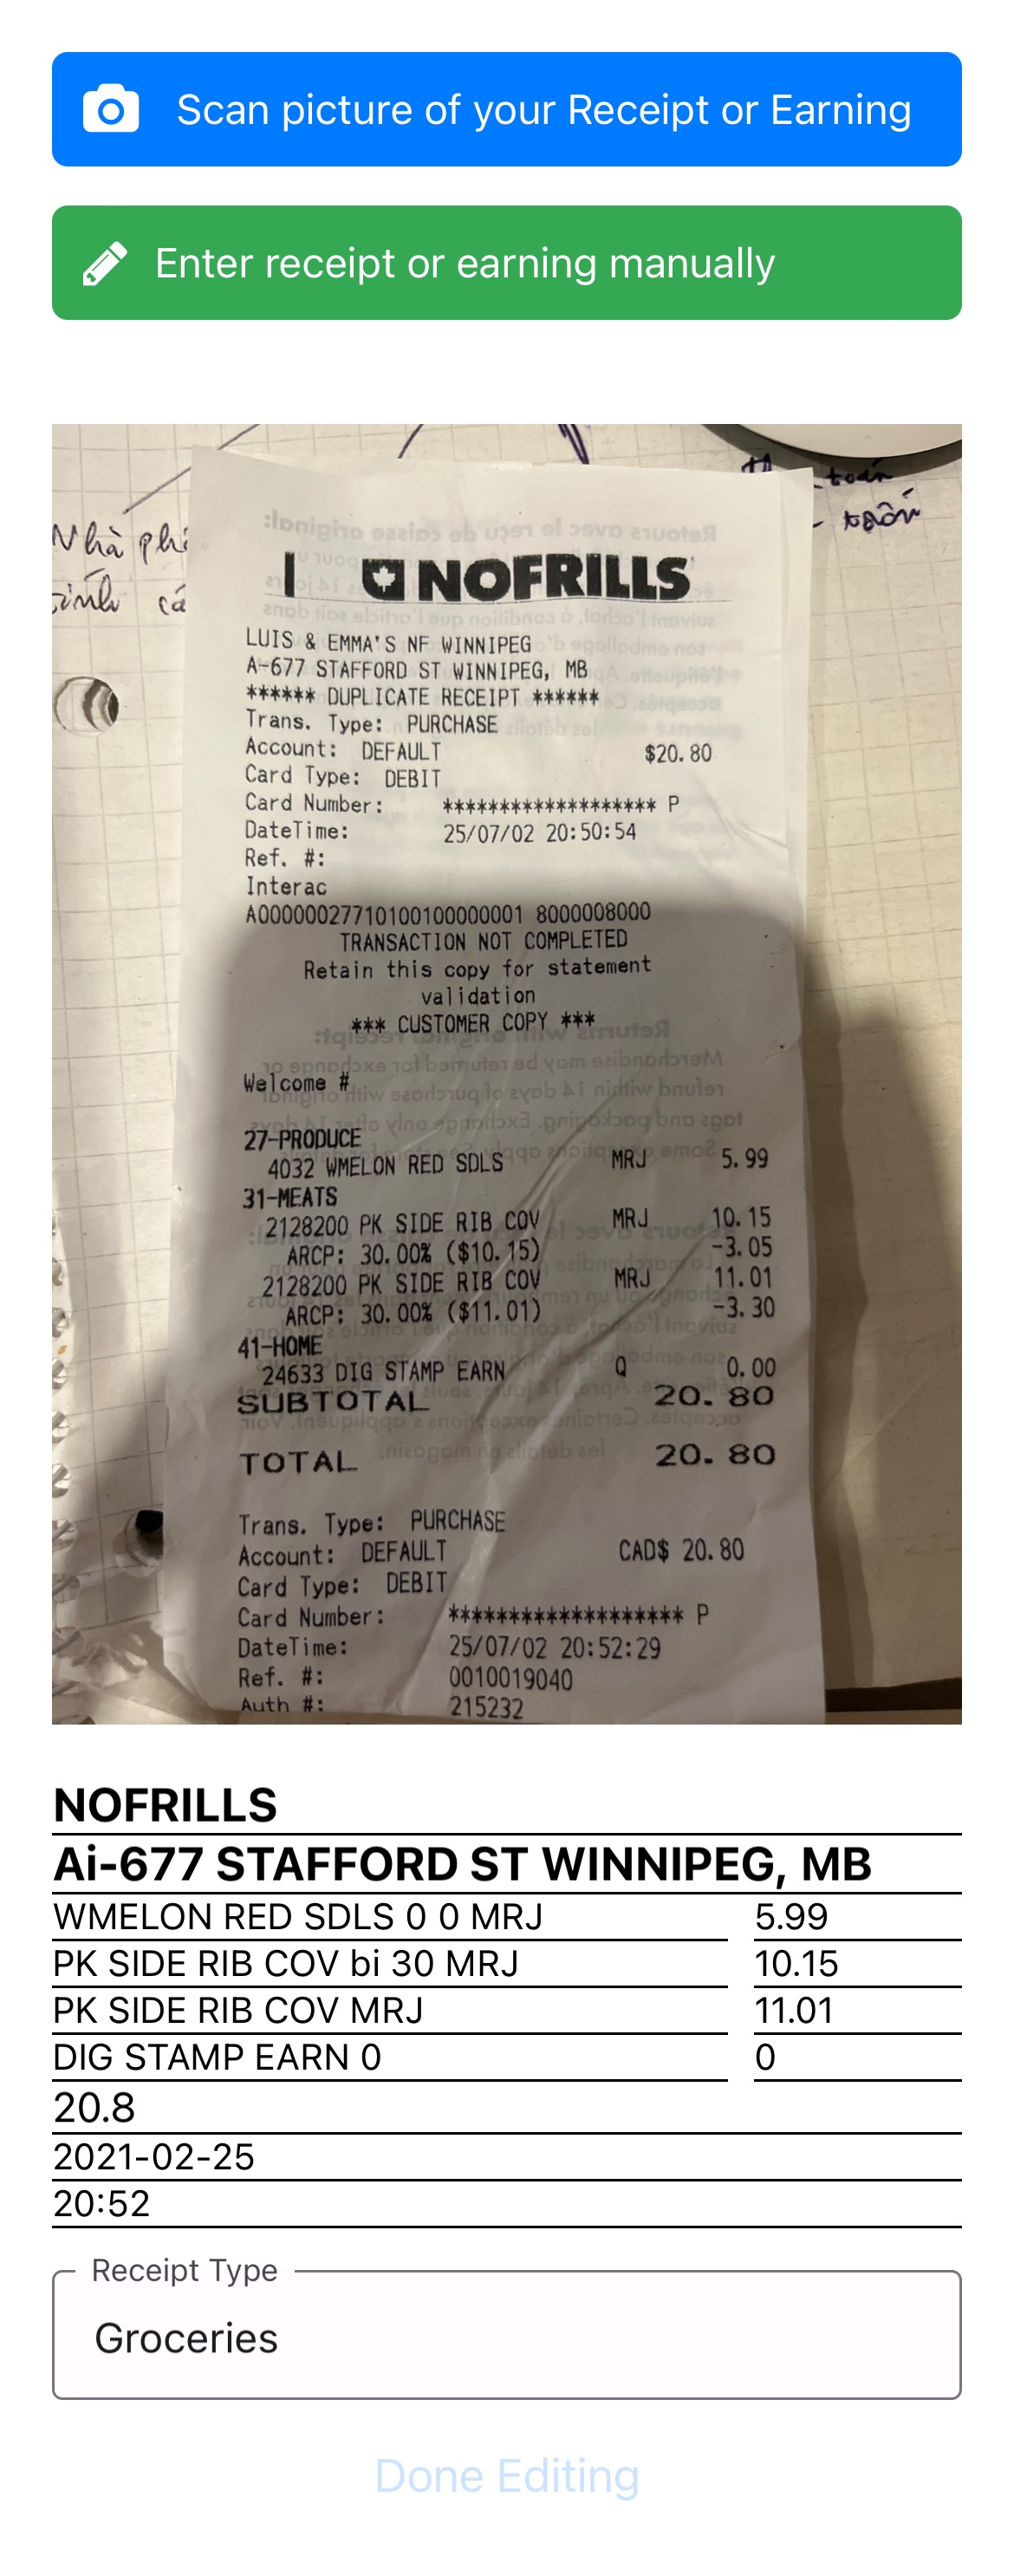 Scan picture of your Receipt or Earning
Enter receipt or earning manually
Nhà
toán
NOFRILLS
LUIS & EMMA'S NF WINNIPEG
A-677 STAFFORD ST WINNIPEG, MB
****** DUPLICATE RECEIPT ******
Trans. Type: PURCHASE
Account: DEFAULT $20.80
Card Type: DEBIT
Card Number: ******************* P
DateTime: 25/07/02 20:50:54
Ref. #:
Interac
A00000027710100100000001 8000008000
TRANSACTION NOT COMPLETED
Retain this copy for statement
validation
*** CUSTOMER COPY ***
Welcome #
27-PRODUCE
4032 WMELON RED SDLS MRJ 5.99
31-MEATS
2128200 PK SIDE RIB COV MRJ 10.15
ARCP: 30.00% ($10.15) -3.05
2128200 PK SIDE RIB COV MRJ 11.01
ARCP: 30.00% ($11.01) -3.30
41-HOME
24633 DIG STAMP EARN Q 0.00
SUBTOTAL 20.80
TOTAL 20.80
Trans. Type: PURCHASE
Account: DEFAULT CAD$ 20.80
Card Type: DEBIT
Card Number: ******************* P
DateTime: 25/07/02 20:52:29
Ref. #: 0010019040
Auth #: 215232
NOFRILLS
Ai-677 STAFFORD ST WINNIPEG, MB
WMELON RED SDLS 0 0 MRJ 5.99
PK SIDE RIB COV bi 30 MRJ 10.15
PK SIDE RIB COV MRJ 11.01
DIG STAMP EARN 0 0
20.8
2021-02-25
20:52
Receipt Type
Groceries
Done Editing